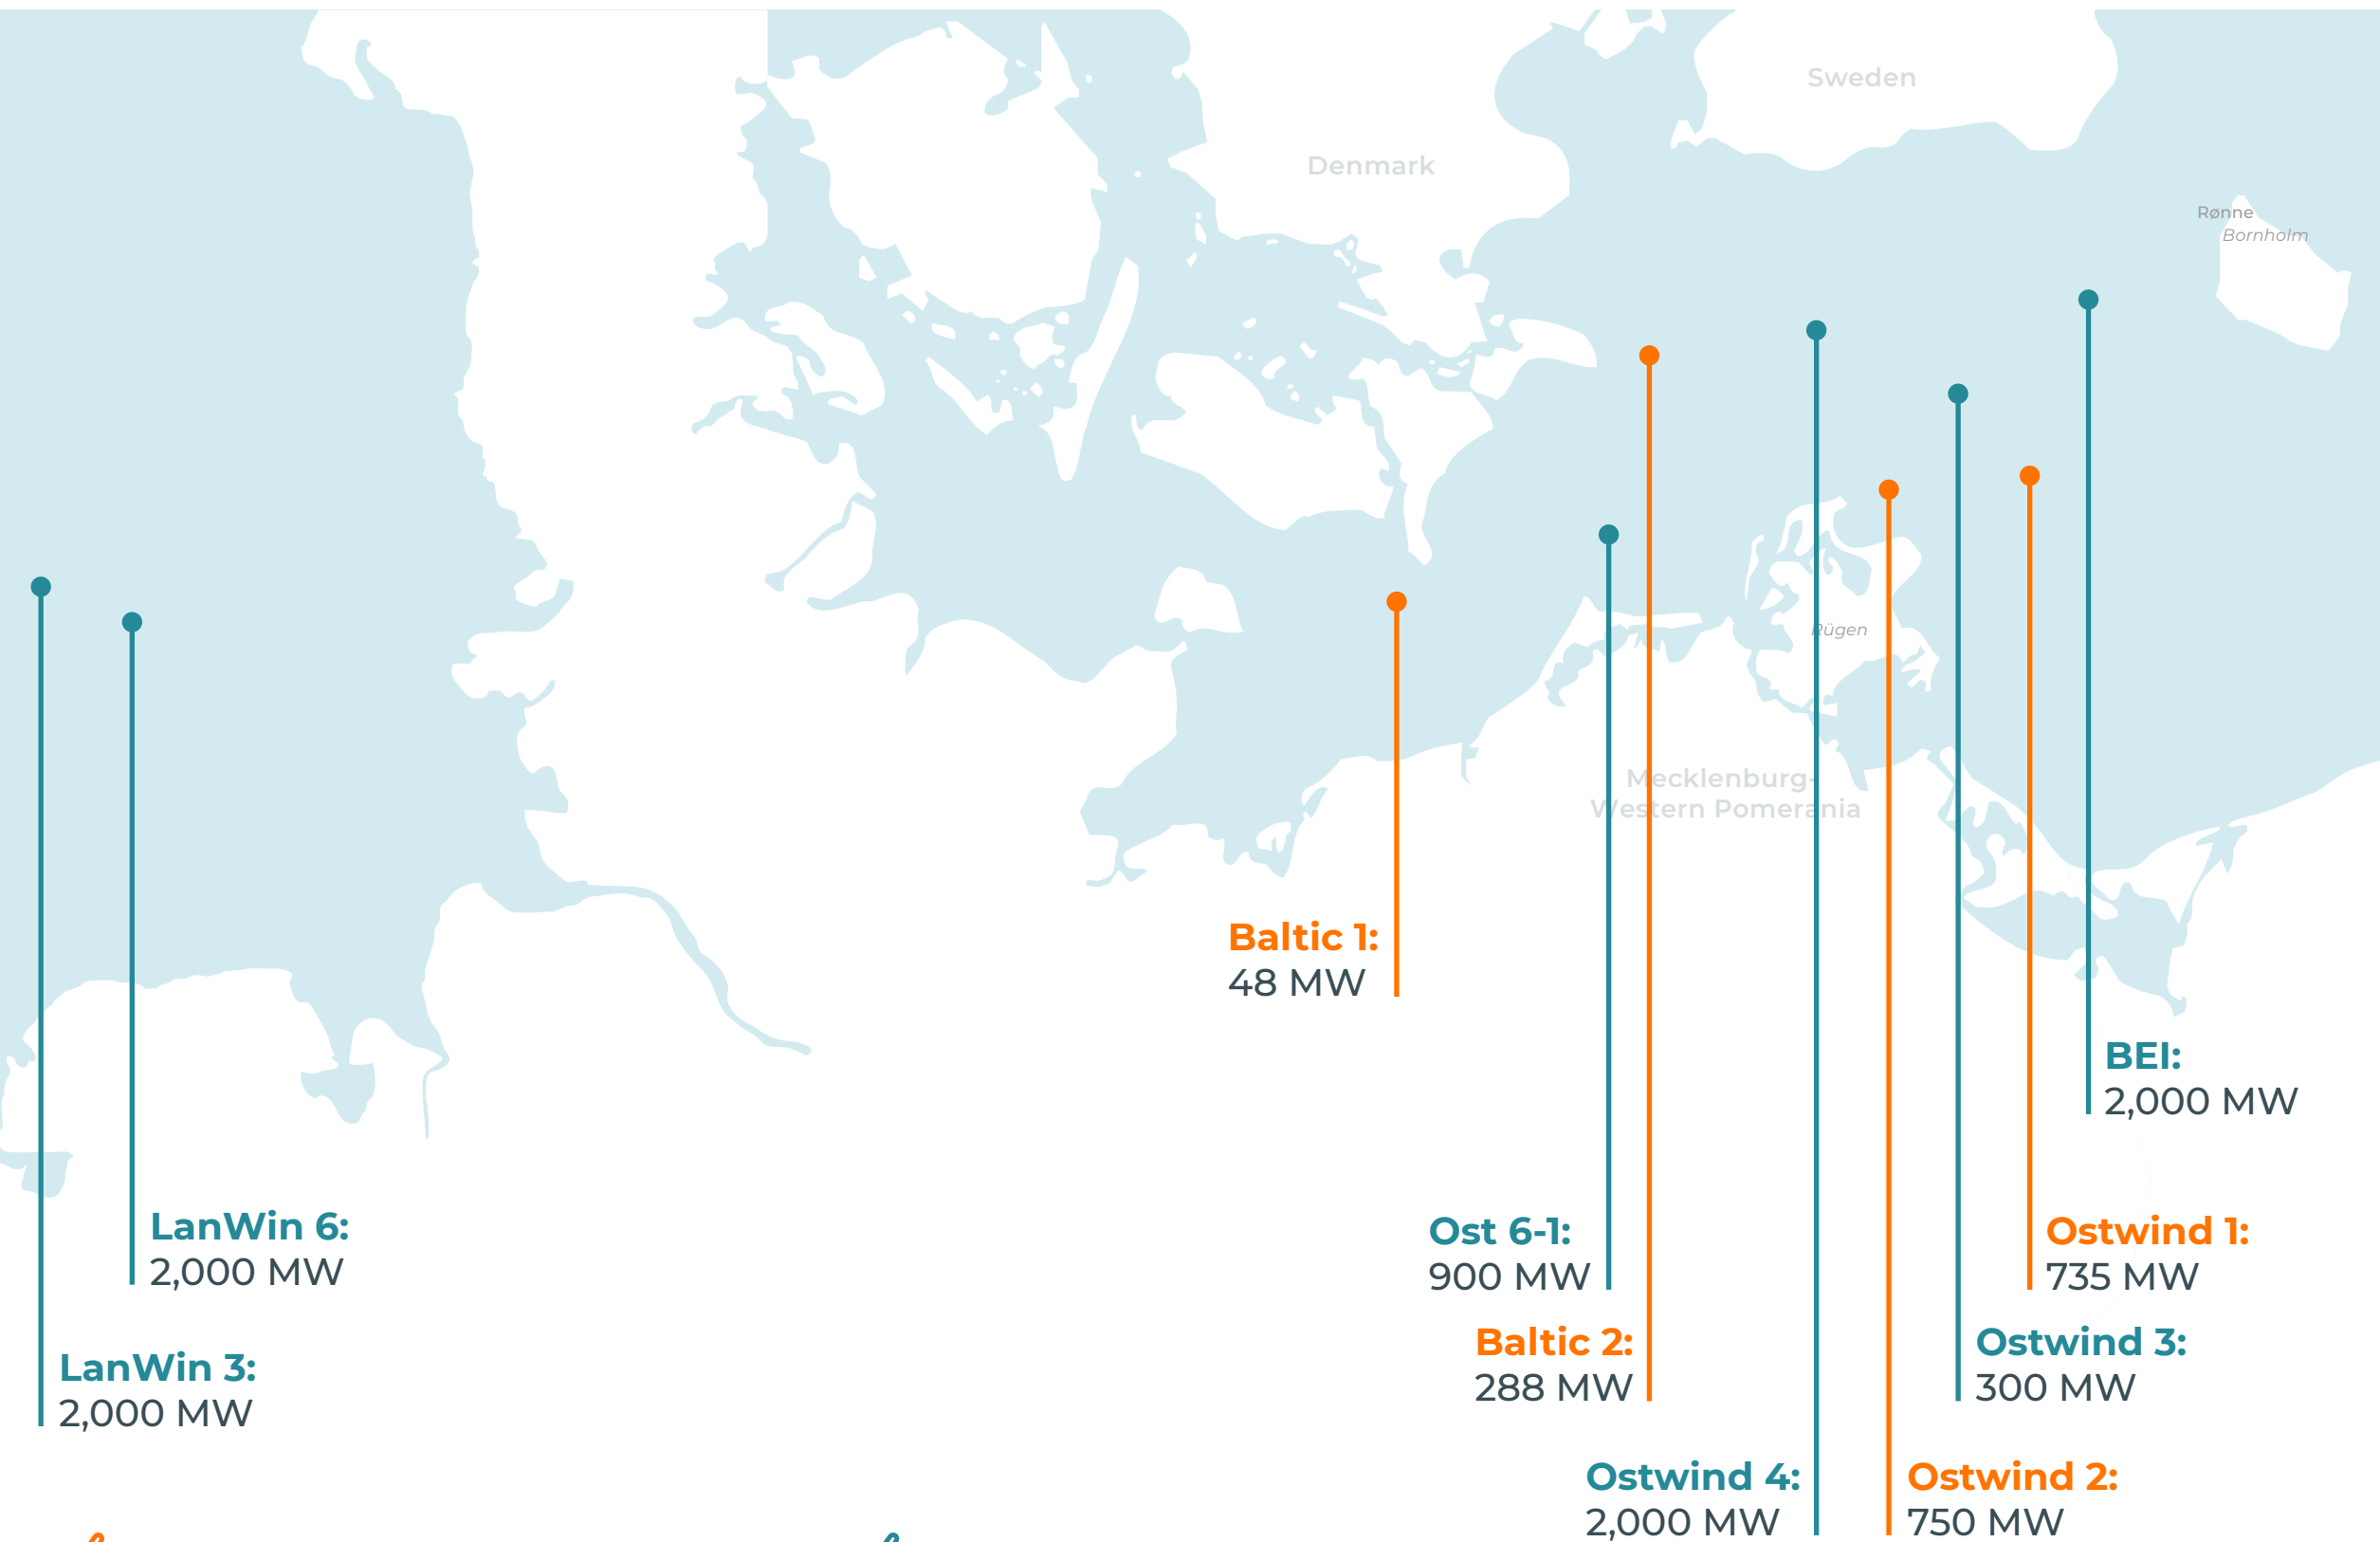 Sweden
Denmark
Rønne
Bornholm
Rügen
Mecklenburg-
Western Pomerania
Baltic 1:
48 MW
BEI:
2,000 MW
LanWin 6:
2,000 MW
Ost 6-1:
900 MW
Ostwind 1:
735 MW
Baltic 2:
288 MW
Ostwind 3:
300 MW
LanWin 3:
2,000 MW
Ostwind 4:
2,000 MW
Ostwind 2:
750 MW